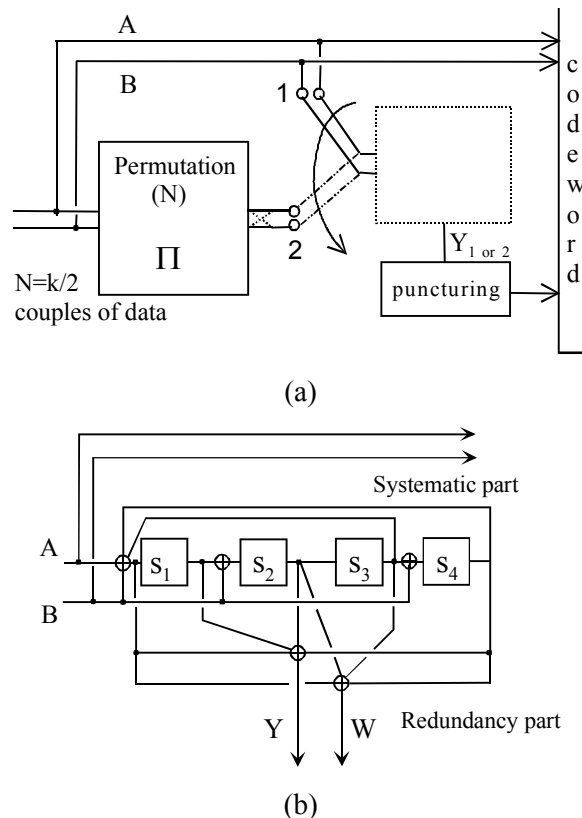 A
B
1
Permutation
(N)
Π
2
N=k/2
couples of data
Y1 or 2
puncturing
codeword
(a)
Systematic part
A
B
S1
S2
S3
S4
Y
W
Redundancy part
(b)